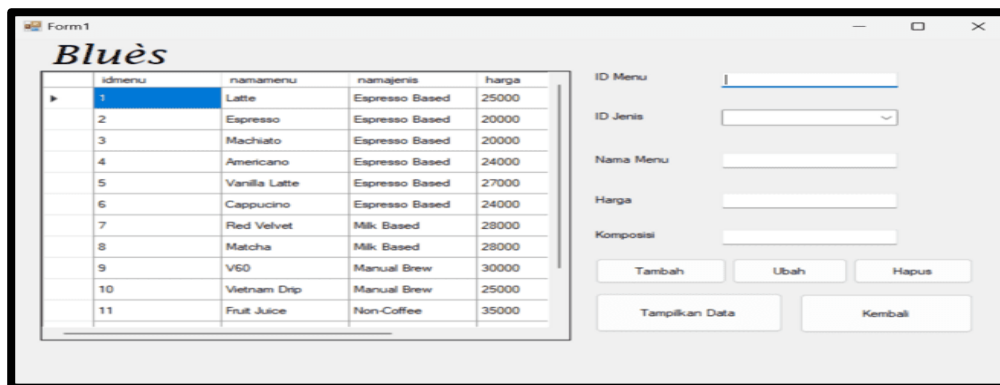 Form1
Bluès
idmenu namamenu namajenis harga
1 Latte Espresso Based 25000
2 Espresso Espresso Based 20000
3 Machiato Espresso Based 20000
4 Americano Espresso Based 24000
5 Vanilla Latte Espresso Based 27000
6 Cappucino Espresso Based 24000
7 Red Velvet Milk Based 28000
8 Matcha Milk Based 28000
9 V60 Manual Brew 30000
10 Vietnam Drip Manual Brew 25000
11 Fruit Juice Non-Coffee 35000
ID Menu
ID Jenis
Nama Menu
Harga
Komposisi
Tambah Ubah Hapus
Tampilkan Data Kembali